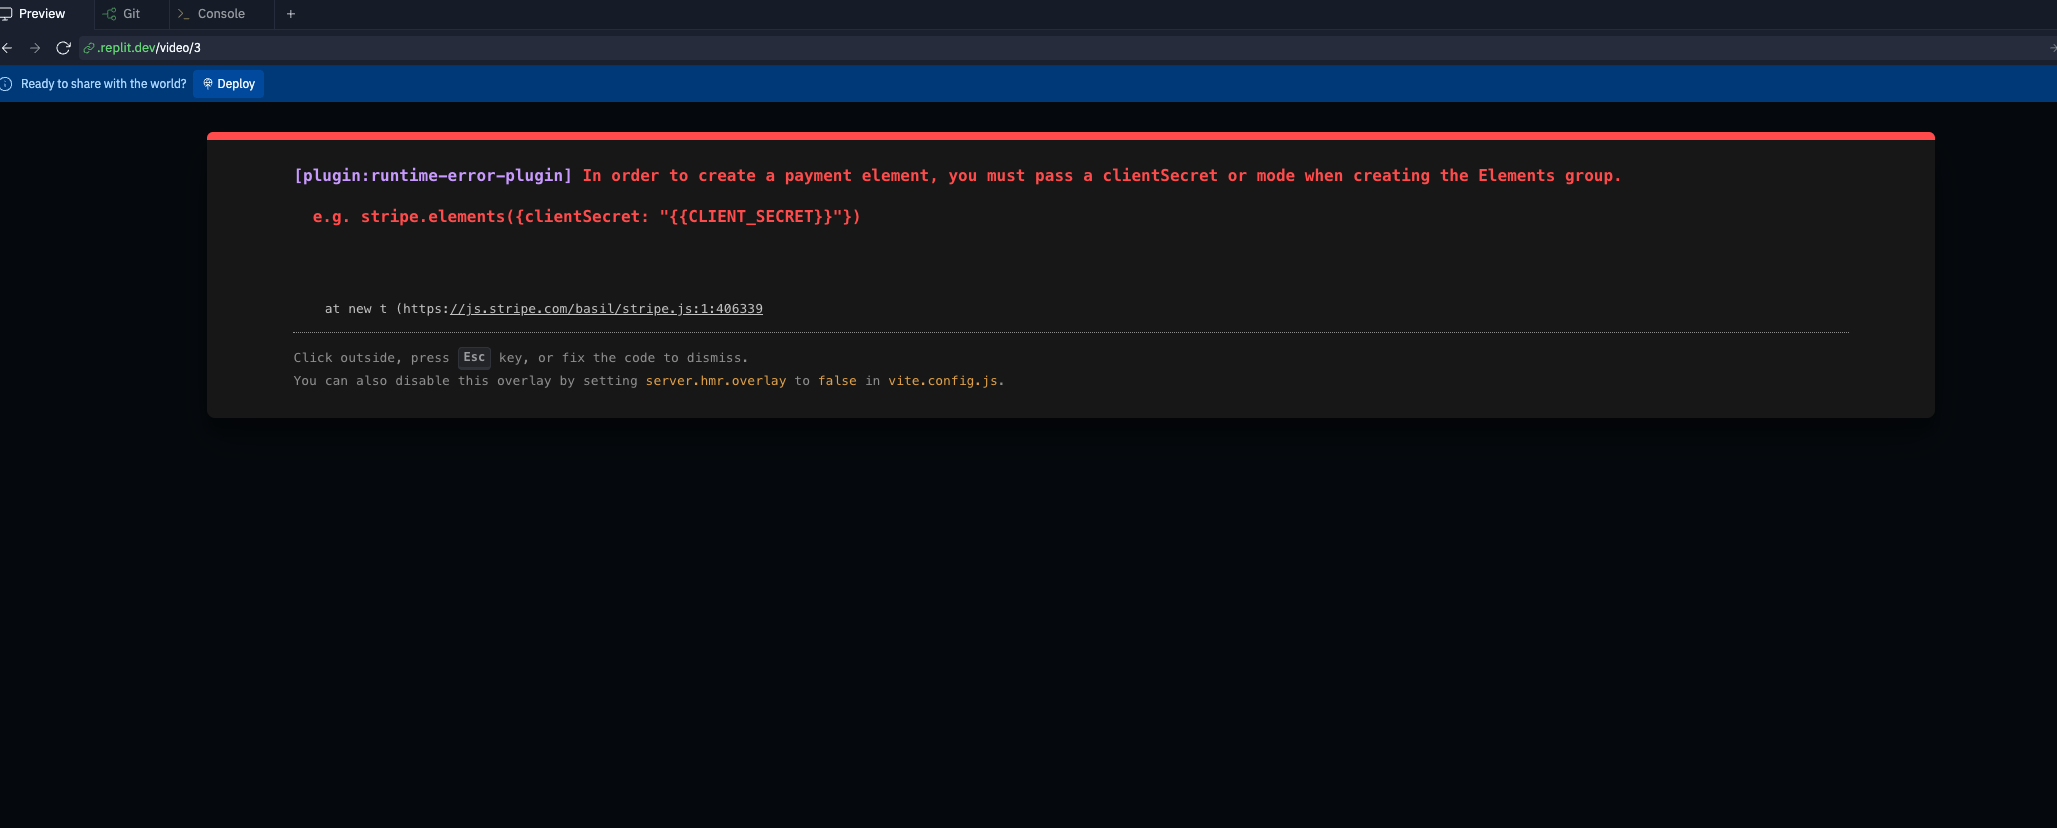 Preview Git Console +
.replit.dev/video/3
Ready to share with the world? Deploy
[plugin:runtime-error-plugin] In order to create a payment element, you must pass a clientSecret or mode when creating the Elements group.
e.g. stripe.elements({clientSecret: "{{CLIENT_SECRET}}"})
at new t (https://js.stripe.com/basil/stripe.js:1:406339
Click outside, press Esc key, or fix the code to dismiss.
You can also disable this overlay by setting server.hmr.overlay to false in vite.config.js.